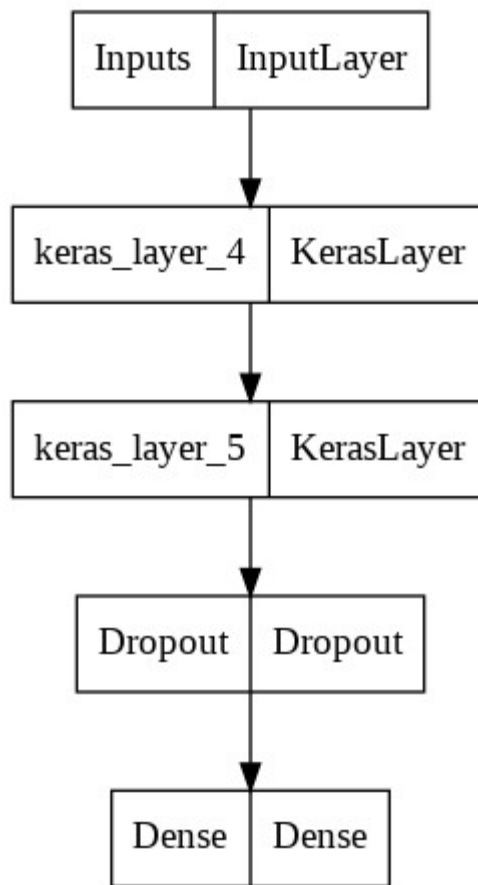 Inputs InputLayer
keras_layer_4 KerasLayer
keras_layer_5 KerasLayer
Dropout Dropout
Dense Dense